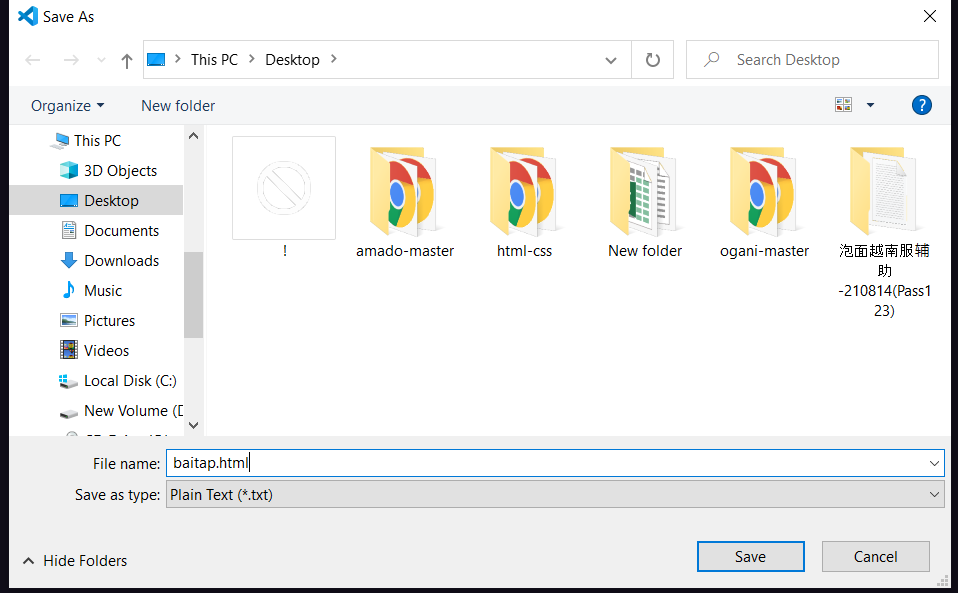 Save As
This PC
Desktop
Search Desktop
Organize
New folder
?
This PC
3D Objects
Desktop
Documents
Downloads
Music
Pictures
Videos
Local Disk (C:)
New Volume (D
!
amado-master
html-css
New folder
ogani-master
泡面越南服辅
助
-210814(Pass1
23)
File name:
baitap.html
Save as type:
Plain Text (*.txt)
Hide Folders
Save
Cancel